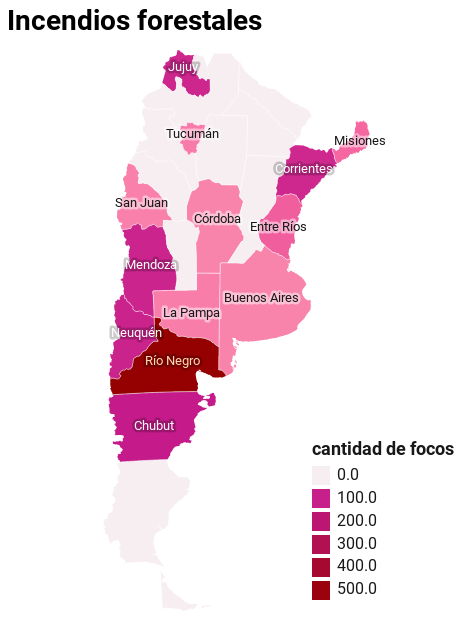 Incendios forestales
Jujuy
Tucumán
Misiones
Corrientes
San Juan
Córdoba
Entre Ríos
Mendoza
Buenos Aires
La Pampa
Neuquén
Río Negro
Chubut
cantidad de focos
0.0
100.0
200.0
300.0
400.0
500.0